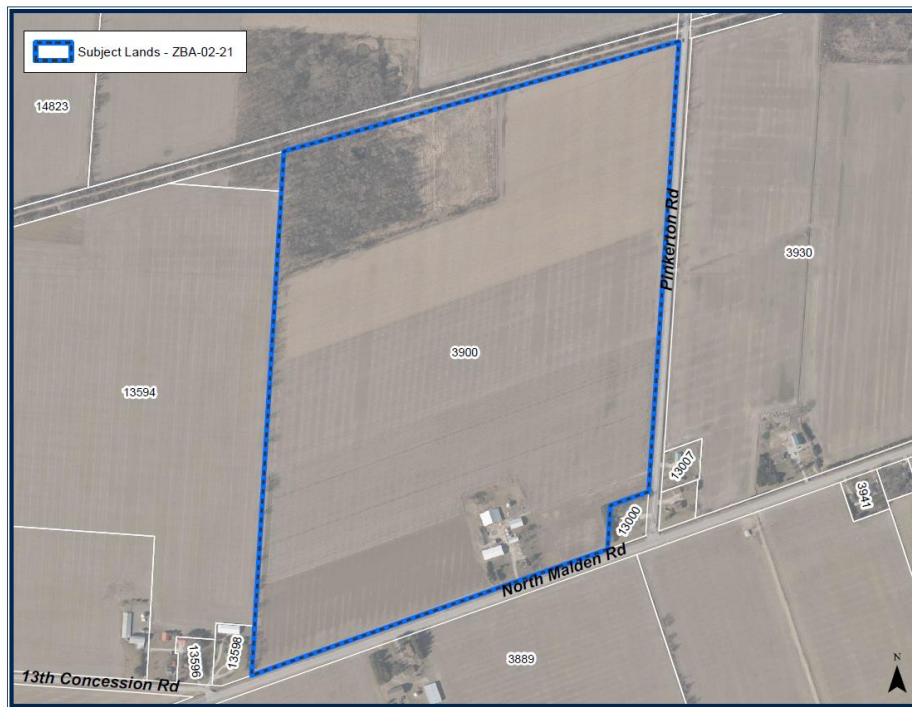 Subject Lands - ZBA-02-21
14823
Pinkerton Rd
3930
3900
13594
13007
3941
13000
North Malden Rd
13598
13596
3889
13th Concession Rd
N